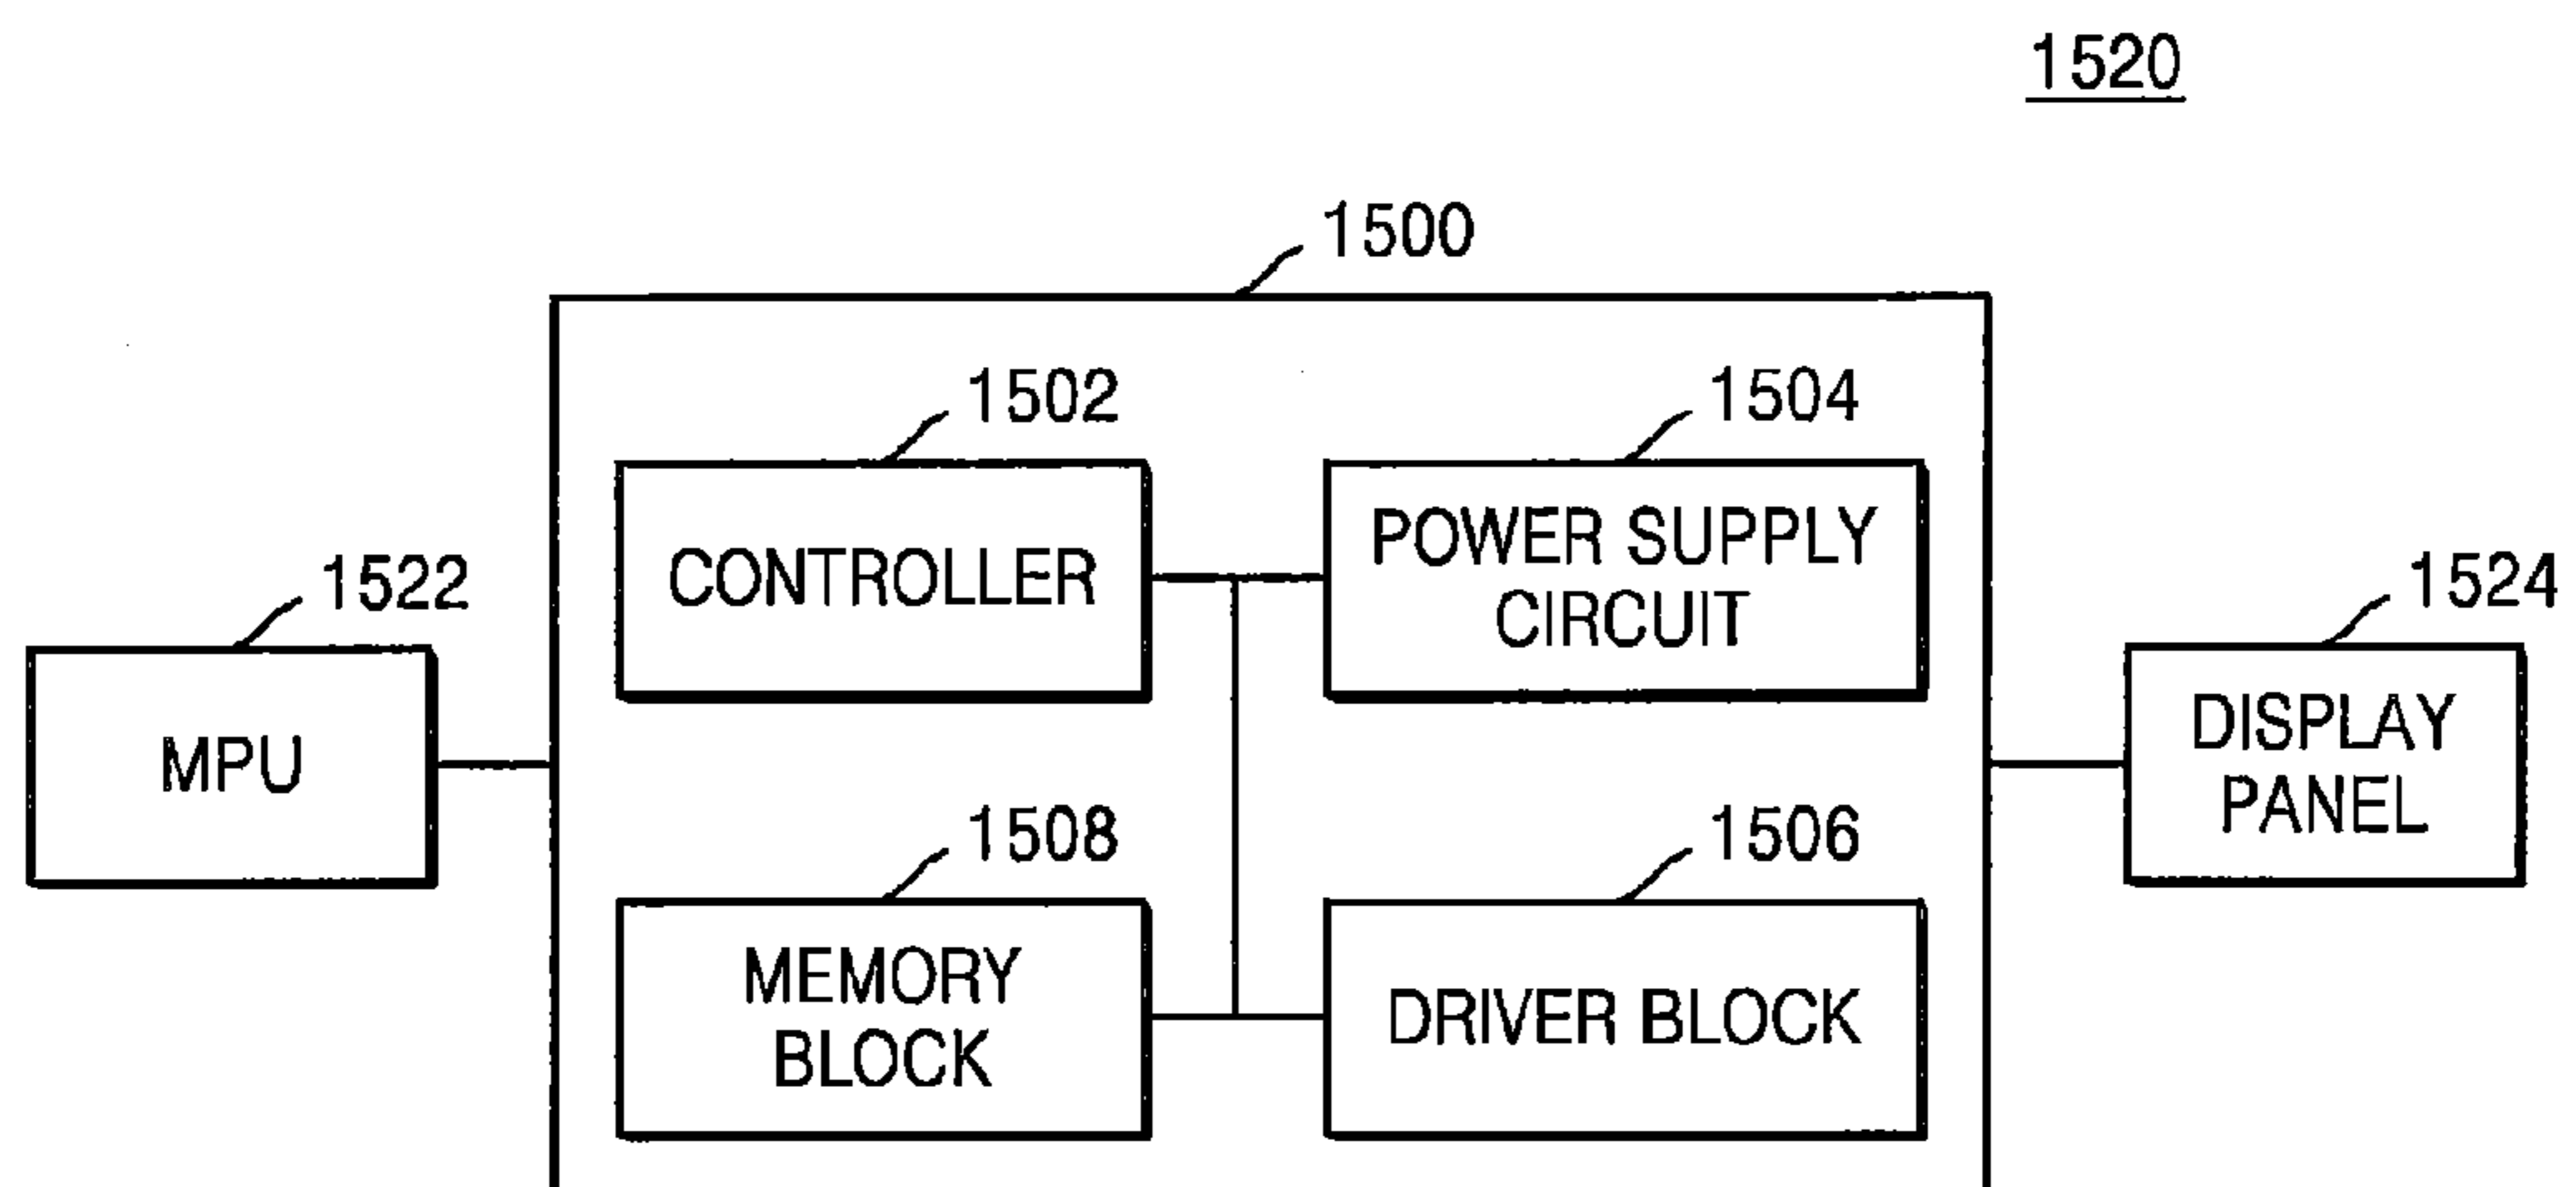 1520
1500
1502
1504
CONTROLLER
POWER SUPPLY
CIRCUIT
1522
MPU
1524
DISPLAY
PANEL
1508
1506
MEMORY
BLOCK
DRIVER BLOCK